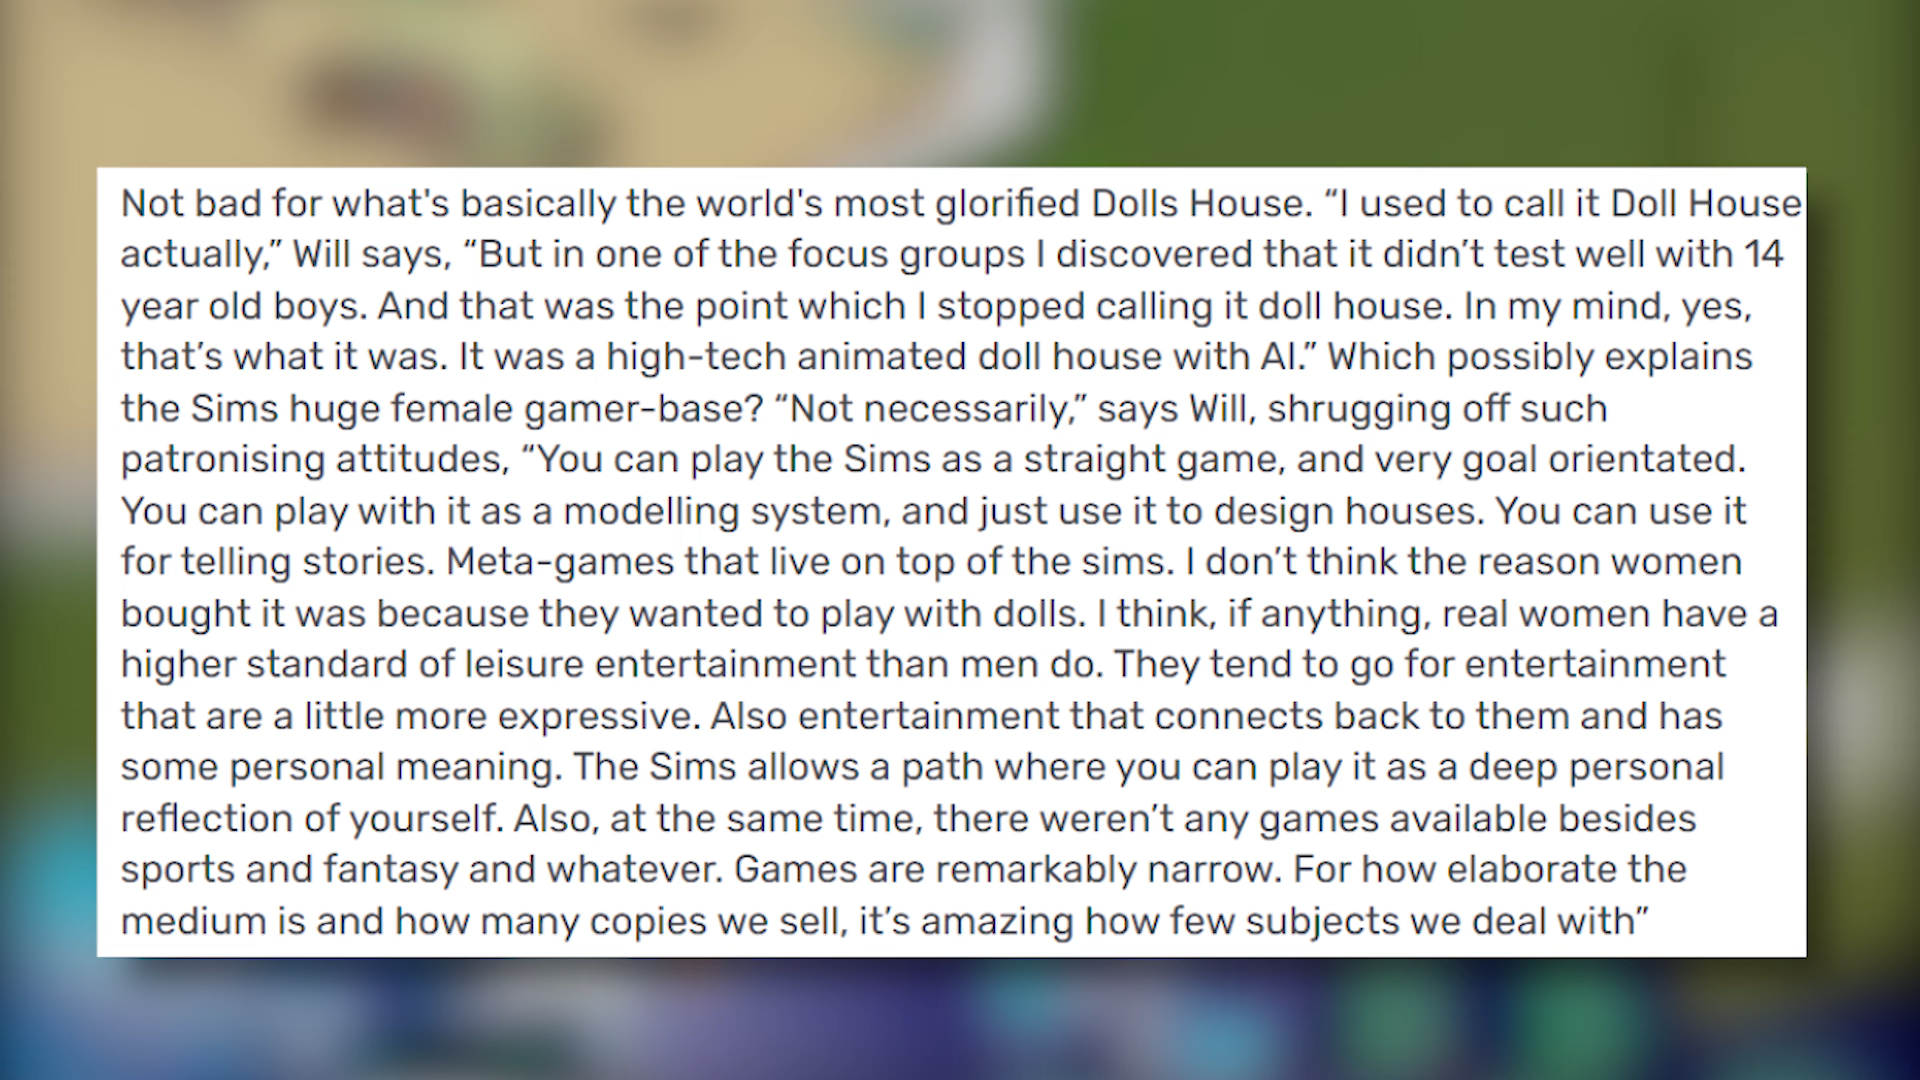 Not bad for what's basically the world's most glorified Dolls House. “I used to call it Doll House
actually,” Will says, “But in one of the focus groups I discovered that it didn’t test well with 14
year old boys. And that was the point which I stopped calling it doll house. In my mind, yes,
that’s what it was. It was a high-tech animated doll house with AI.” Which possibly explains
the Sims huge female gamer-base? “Not necessarily,” says Will, shrugging off such
patronising attitudes, “You can play the Sims as a straight game, and very goal orientated.
You can play with it as a modelling system, and just use it to design houses. You can use it
for telling stories. Meta-games that live on top of the sims. I don’t think the reason women
bought it was because they wanted to play with dolls. I think, if anything, real women have a
higher standard of leisure entertainment than men do. They tend to go for entertainment
that are a little more expressive. Also entertainment that connects back to them and has
some personal meaning. The Sims allows a path where you can play it as a deep personal
reflection of yourself. Also, at the same time, there weren’t any games available besides
sports and fantasy and whatever. Games are remarkably narrow. For how elaborate the
medium is and how many copies we sell, it’s amazing how few subjects we deal with”